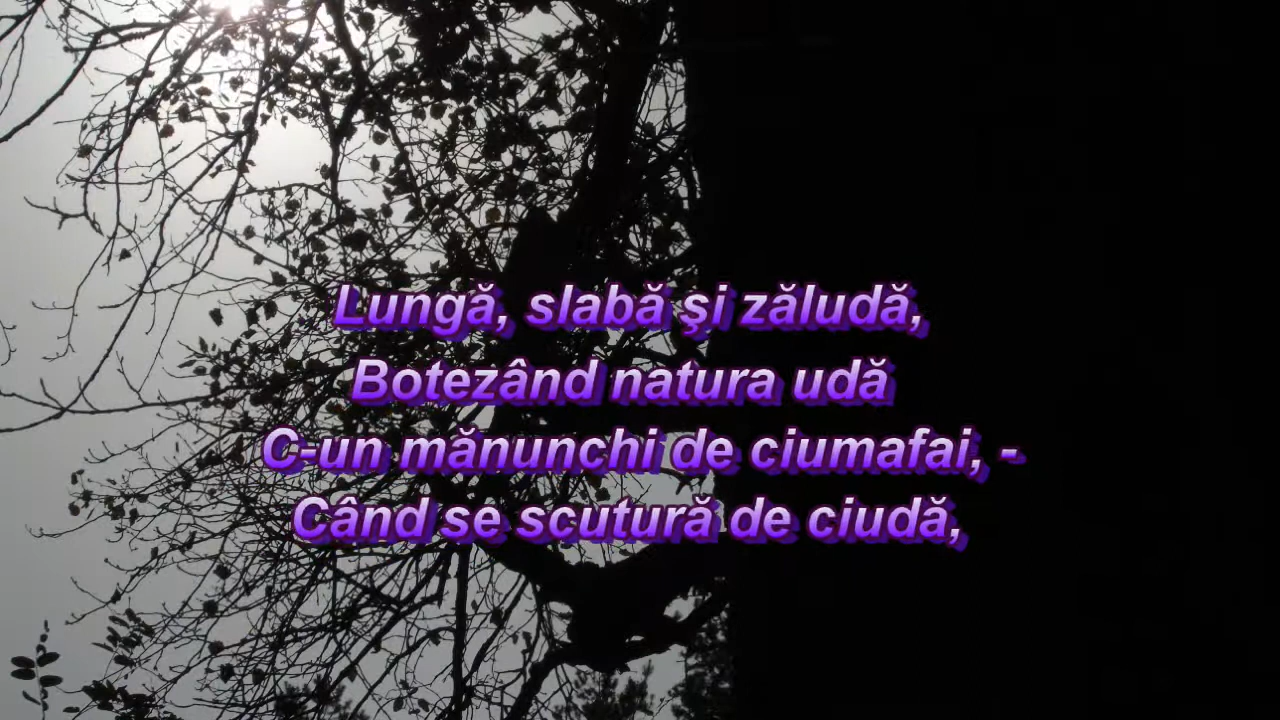 Lungă, slabă şi zăludă,
Botezând natura udă
C-un mănunchi de ciumafai, -
Când se scutură de ciudă,